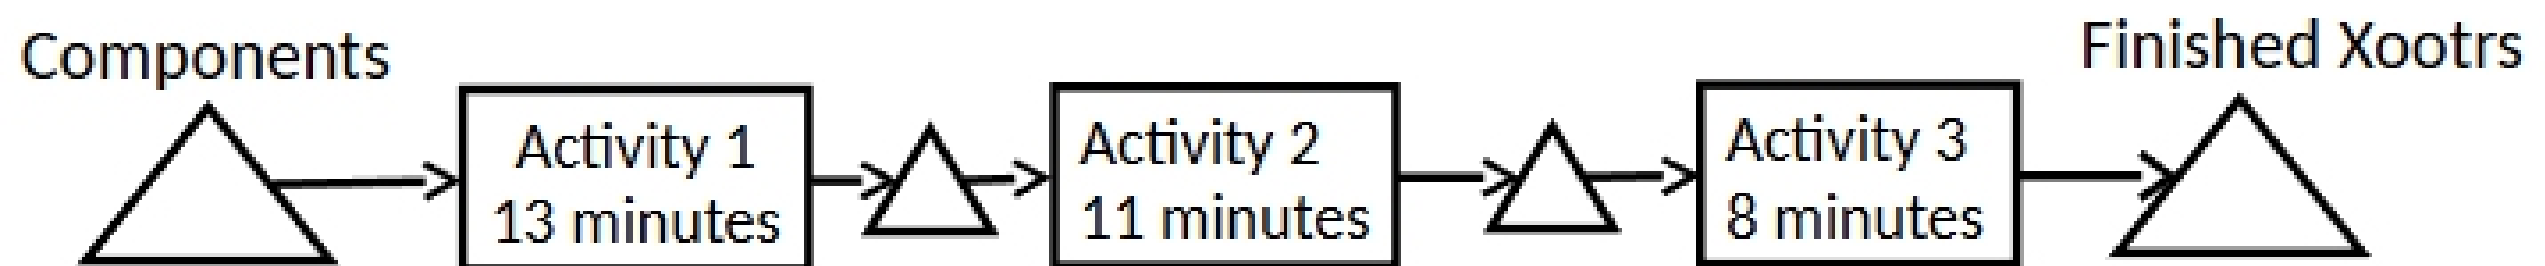 Components
Finished Xootrs
Activity 1
13 minutes
Activity 2
11 minutes
Activity 3
8 minutes